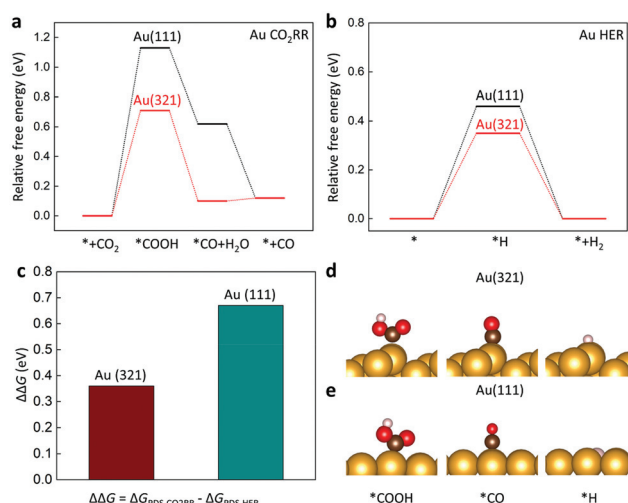 a
Au CO₂RR
Relative free energy (eV)
1.2
1.0
0.8
0.6
0.4
0.2
0.0
Au(111)
Au(321)
*+CO₂
*COOH
*CO+H₂O
*+CO
b
Au HER
Relative free energy (eV)
0.8
0.6
0.4
0.2
0.0
Au(111)
Au(321)
*
*H
*+H₂
c
ΔΔG (eV)
0.8
0.7
0.6
0.5
0.4
0.3
0.2
0.1
0.0
Au (321)
Au (111)
ΔΔG = ΔG_PDS,CO2RR - ΔG_PDS,HER
d
Au(321)
e
Au(111)
*COOH
*CO
*H